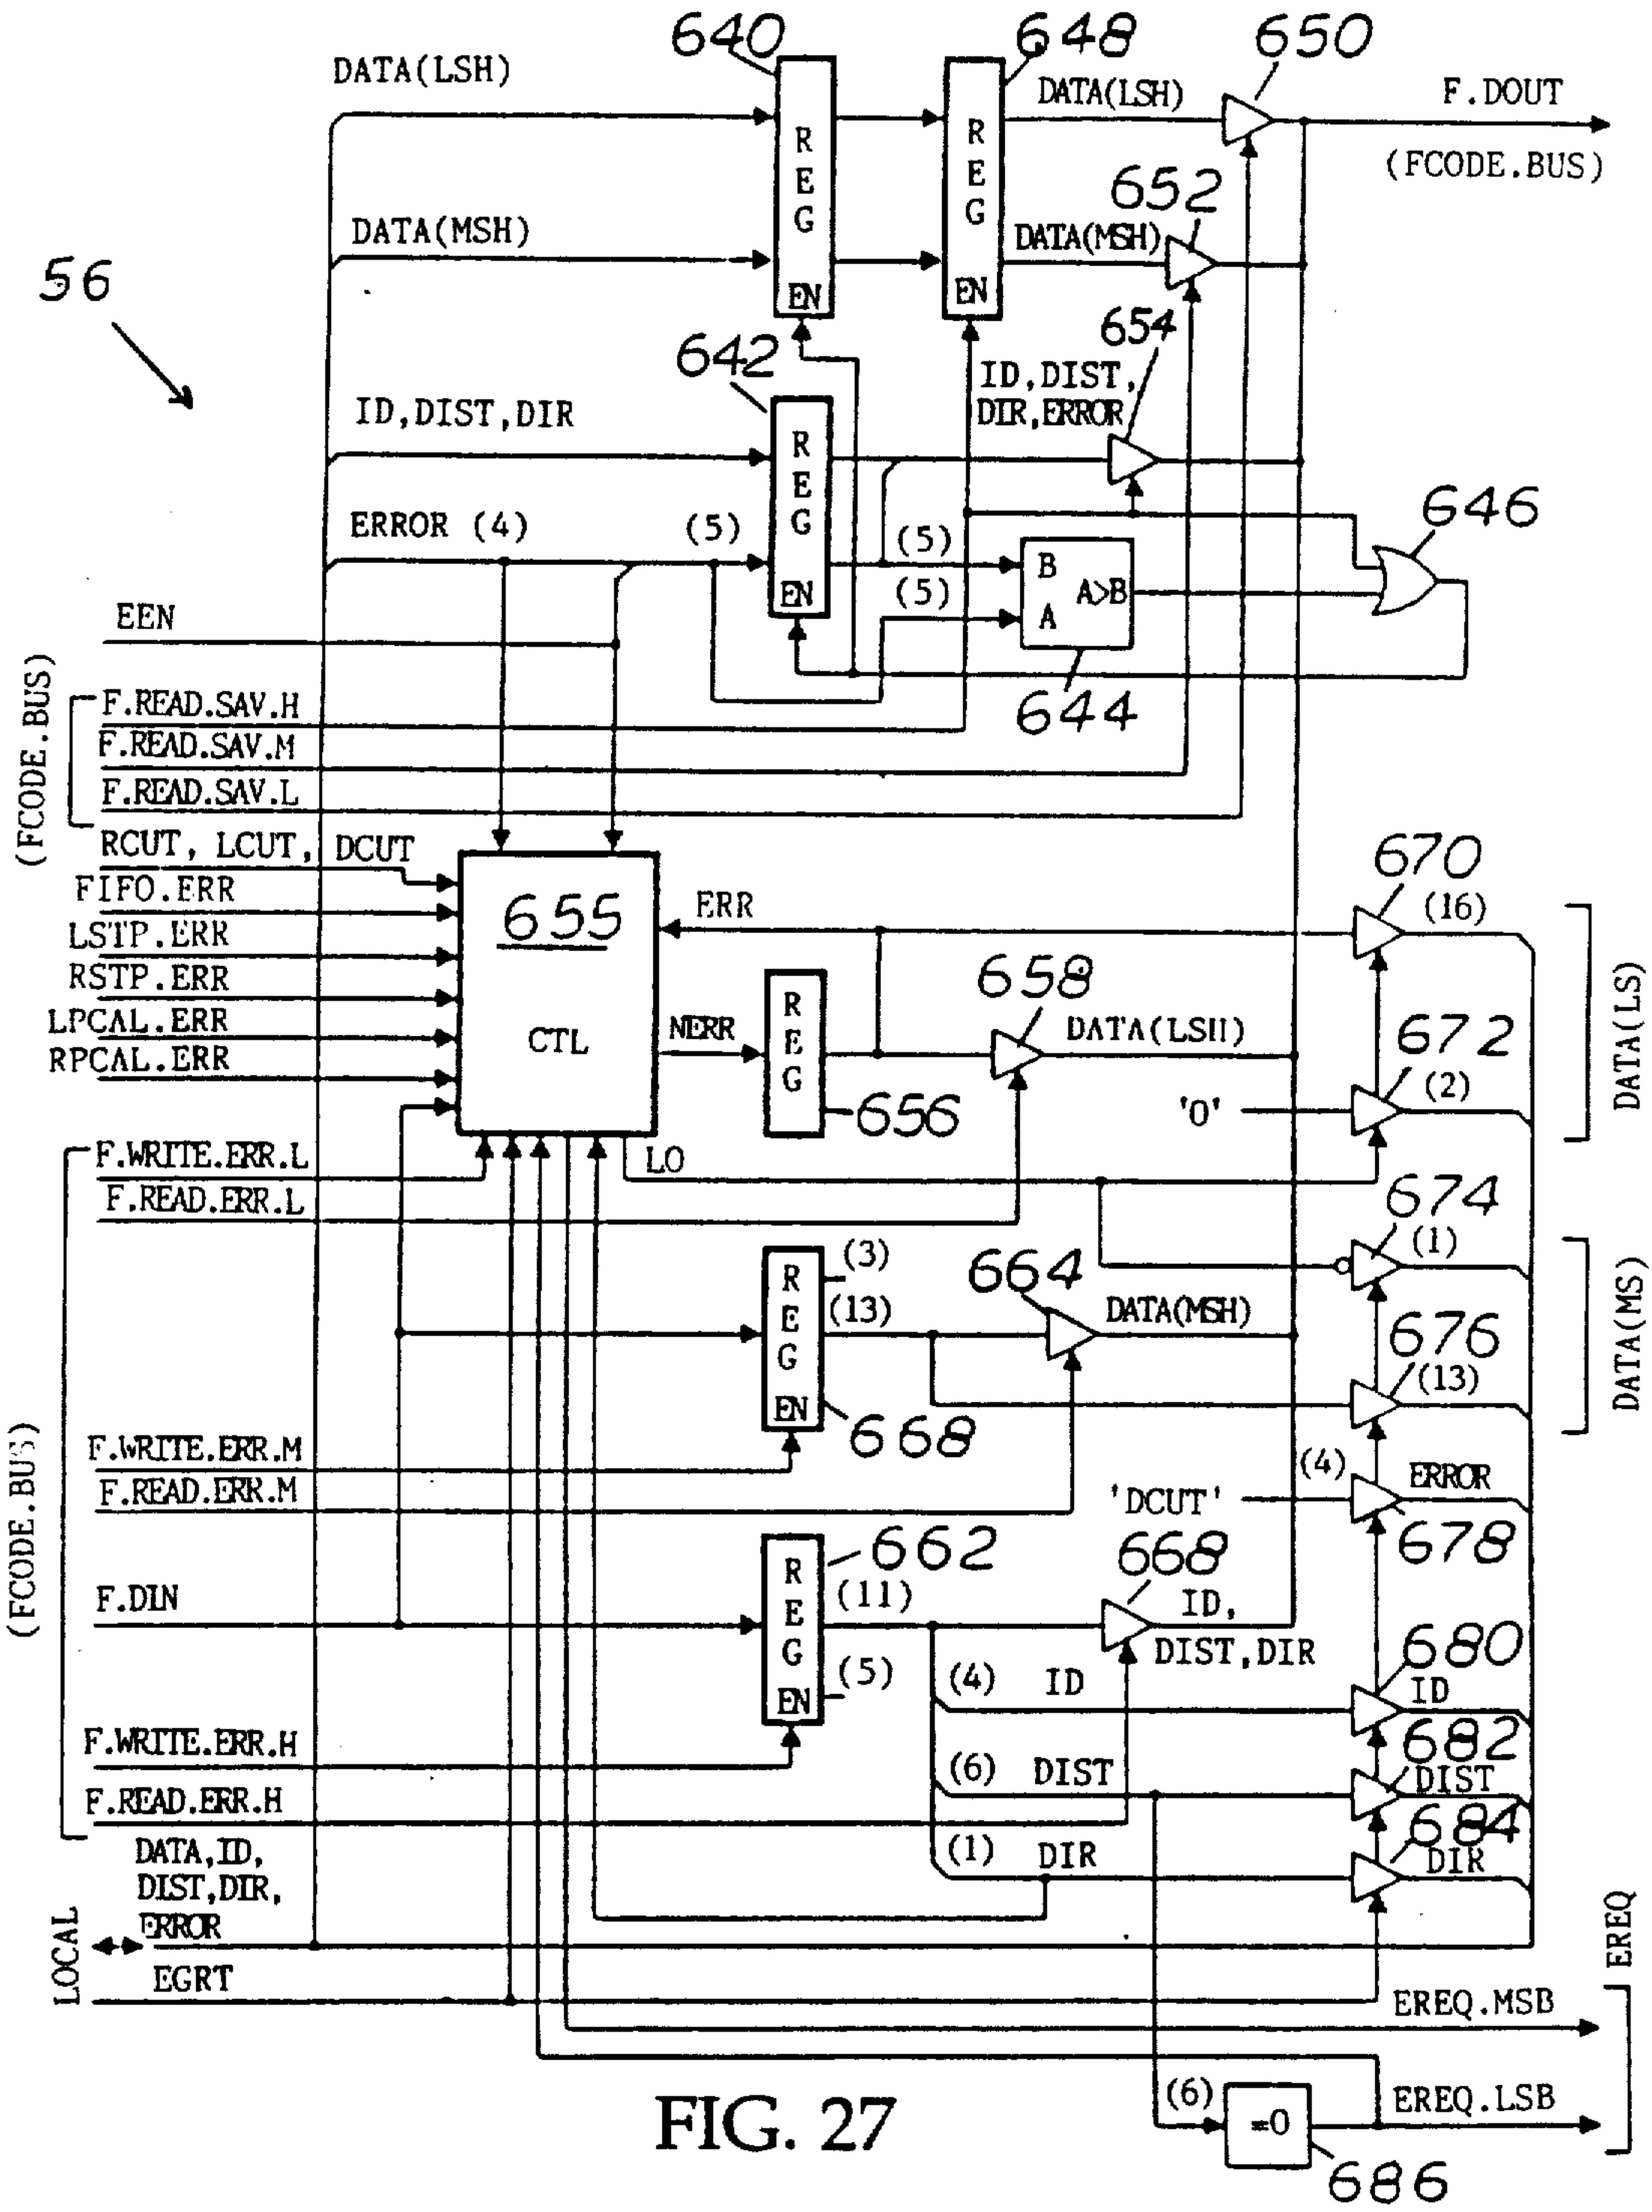 640
648
650
DATA(LSH)
DATA(LSH)
F.DOUT
(FCODE.BUS)
REG
REG
652
DATA(MSH)
DATA(MSH)
56
EN
EN
654
642
ID,DIST,
DIR,ERROR
ID,DIST,DIR
REG
646
ERROR (4)
(5)
(5)
B
A>B
EN
(5)
A
EEN
644
(FCODE.BUS)
F.READ.SAV.H
F.READ.SAV.M
F.READ.SAV.L
RCUT, LCUT, DCUT
670
FIFO.ERR
655
ERR
(16)
LSTP.ERR
658
DATA(LS)
RSTP.ERR
REG
LPCAL.ERR
CTL
NERR
DATA(LSH)
672
RPCAL.ERR
(2)
656
'0'
F.WRITE.ERR.L
LO
F.READ.ERR.L
674
(3)
(1)
REG
664
(13)
DATA(MSH)
DATA(MS)
676
(13)
EN
668
(FCODE.BUS)
F.WRITE.ERR.M
(4)
ERROR
F.READ.ERR.M
'DCUT'
678
662
668
REG
(11)
F.DIN
ID,
DIST,DIR
680
(5)
(4)
ID
ID
EN
F.WRITE.ERR.H
682
(6)
DIST
DIST
F.READ.ERR.H
684
DATA,ID,
DIST,DIR,
ERROR
(1)
DIR
DIR
LOCAL
EGRT
EREQ
EREQ.MSB
(6)
=0
EREQ.LSB
FIG. 27
686